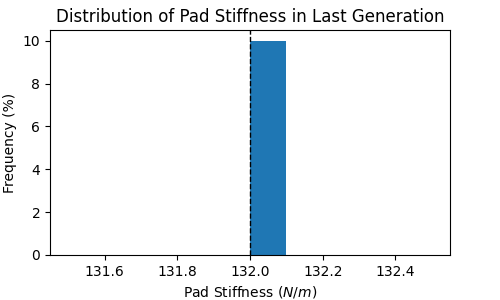 Distribution of Pad Stiffness in Last Generation
Frequency (%)
10
8
6
4
2
0
131.6 131.8 132.0 132.2 132.4
Pad Stiffness (N/m)